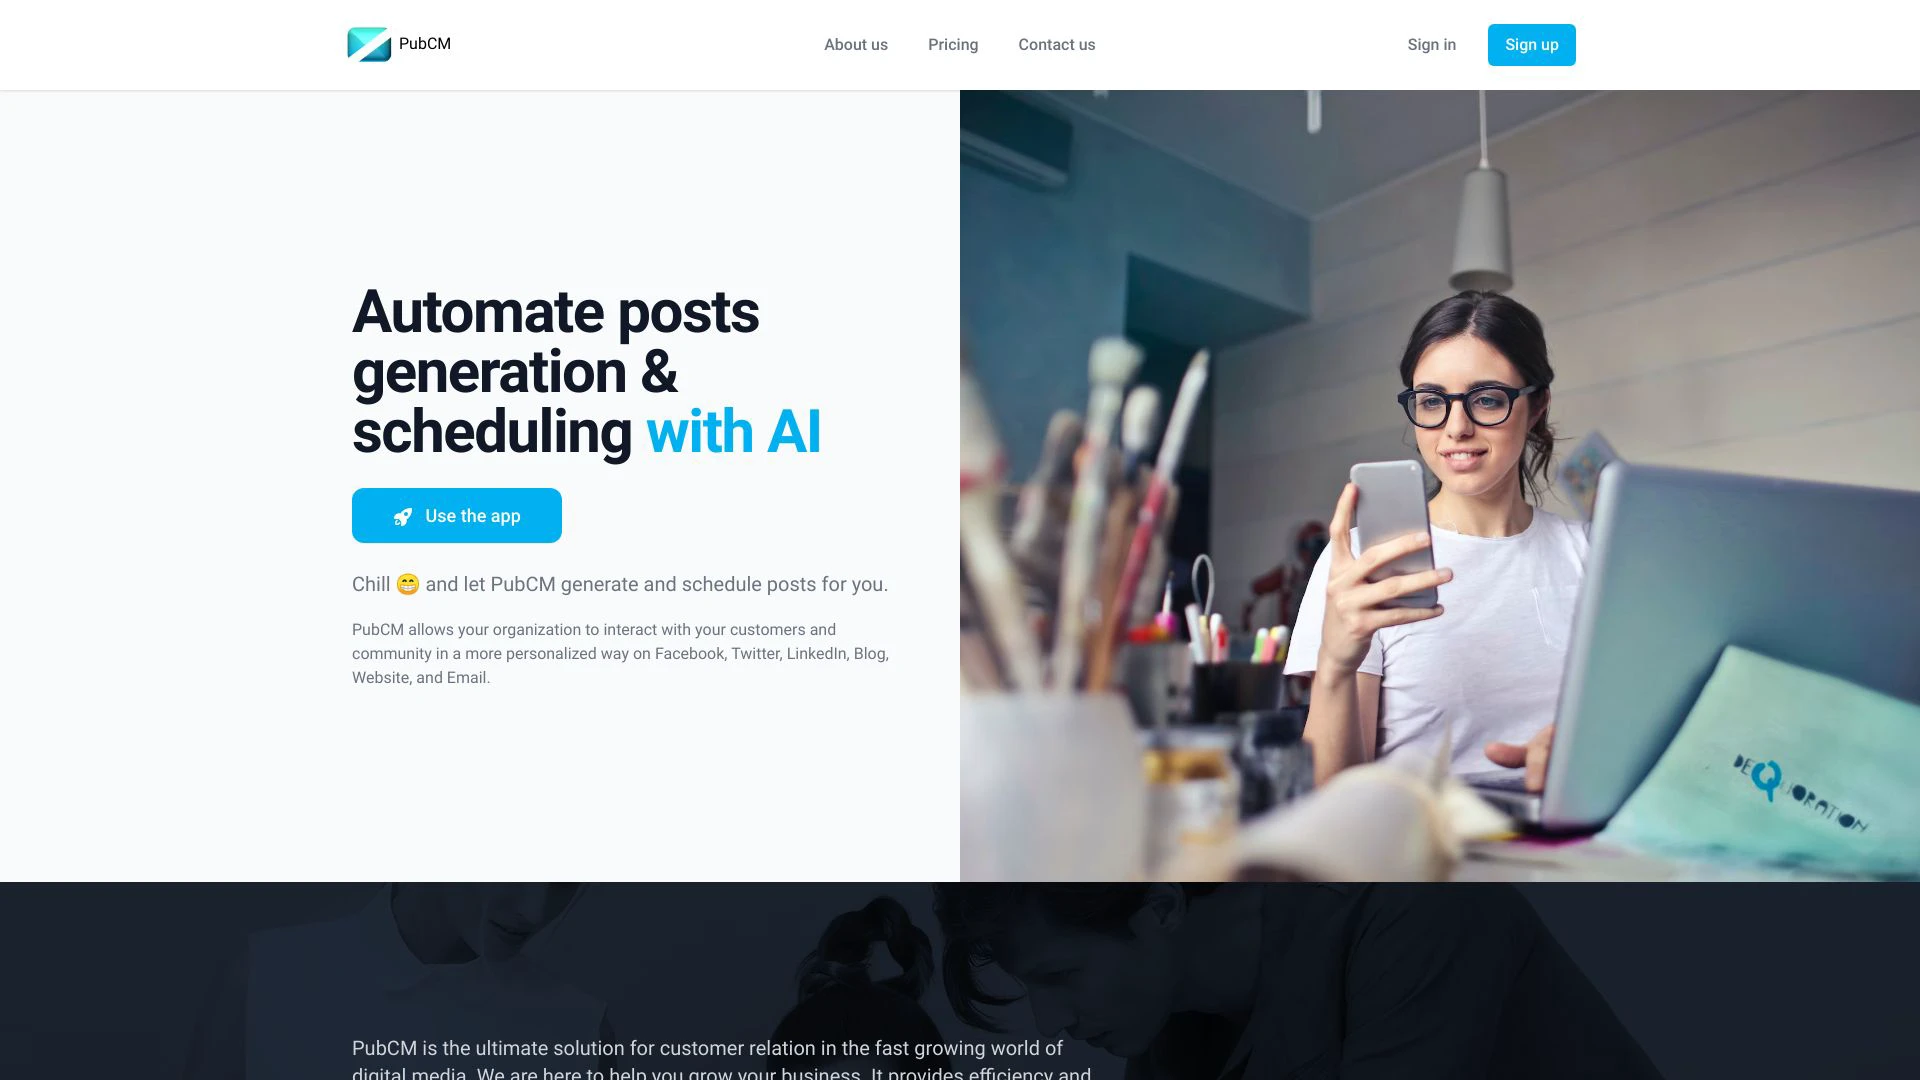 PubCM
About us
Pricing
Contact us
Sign in
Sign up
Automate posts
generation &
scheduling with AI
Use the app
Chill 😁 and let PubCM generate and schedule posts for you.
PubCM allows your organization to interact with your customers and
community in a more personalized way on Facebook, Twitter, LinkedIn, Blog,
Website, and Email.
PubCM is the ultimate solution for customer relation in the fast growing world of
digital media. We are here to help you grow your business. It provides efficiency and